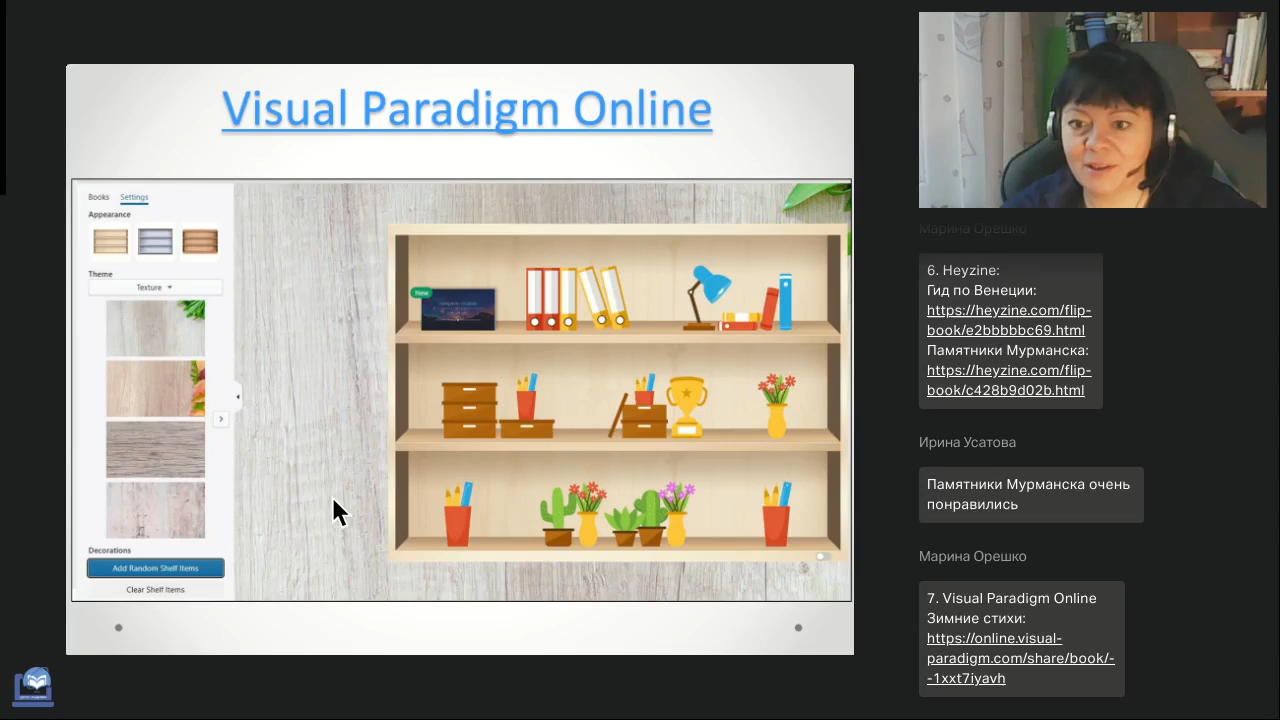 Visual Paradigm Online
Books Settings
Appearance
Theme
Texture
New
Decorations
Add Random Shelf Items
Clear Shelf Items
Марина Орешко
6. Heyzine:
Гид по Венеции:
https://heyzine.com/flip-
book/e2bbbbbc69.html
Памятники Мурманска:
https://heyzine.com/flip-
book/c428b9d02b.html
Ирина Усатова
Памятники Мурманска очень
понравились
Марина Орешко
7. Visual Paradigm Online
Зимние стихи:
https://online.visual-
paradigm.com/share/book/-
-1xxt7iyavh